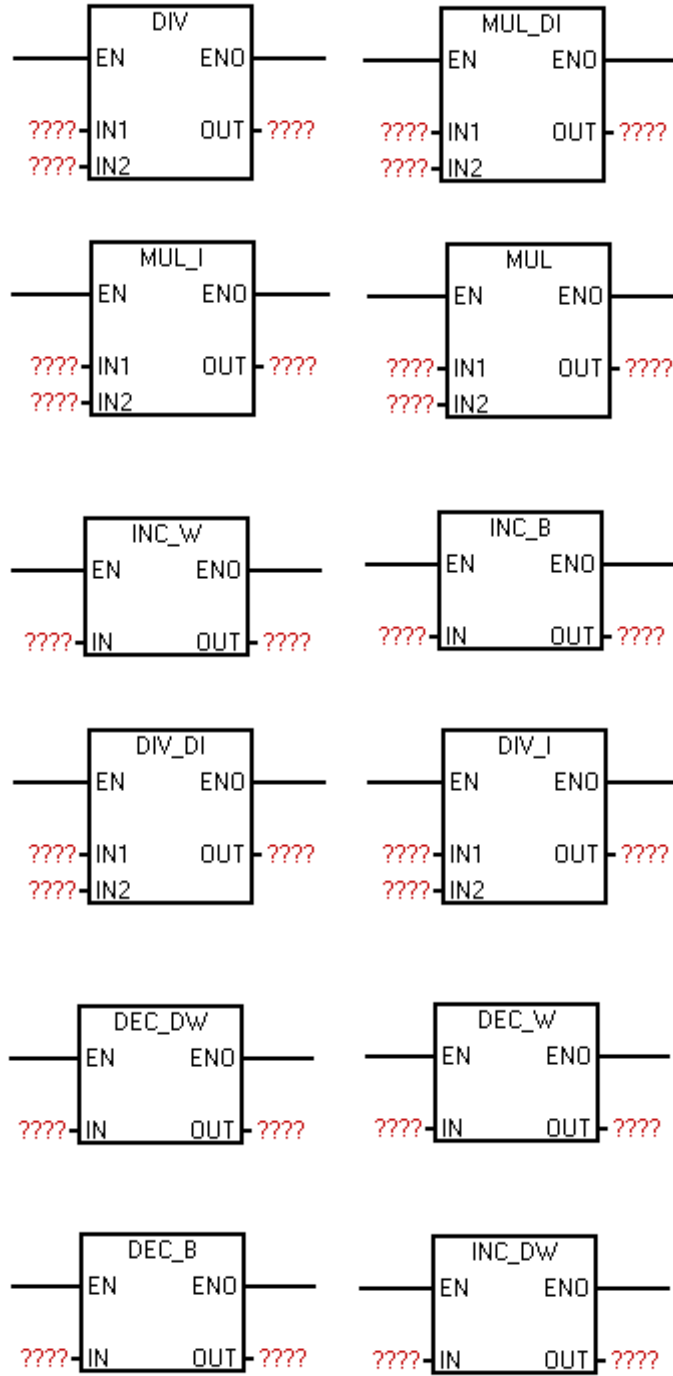 DIV
EN ENO
???? IN1 OUT ????
???? IN2
MUL_DI
EN ENO
???? IN1 OUT ????
???? IN2
MUL_I
EN ENO
???? IN1 OUT ????
???? IN2
MUL
EN ENO
???? IN1 OUT ????
???? IN2
INC_W
EN ENO
???? IN OUT ????
INC_B
EN ENO
???? IN OUT ????
DIV_DI
EN ENO
???? IN1 OUT ????
???? IN2
DIV_I
EN ENO
???? IN1 OUT ????
???? IN2
DEC_DW
EN ENO
???? IN OUT ????
DEC_W
EN ENO
???? IN OUT ????
DEC_B
EN ENO
???? IN OUT ????
INC_DW
EN ENO
???? IN OUT ????